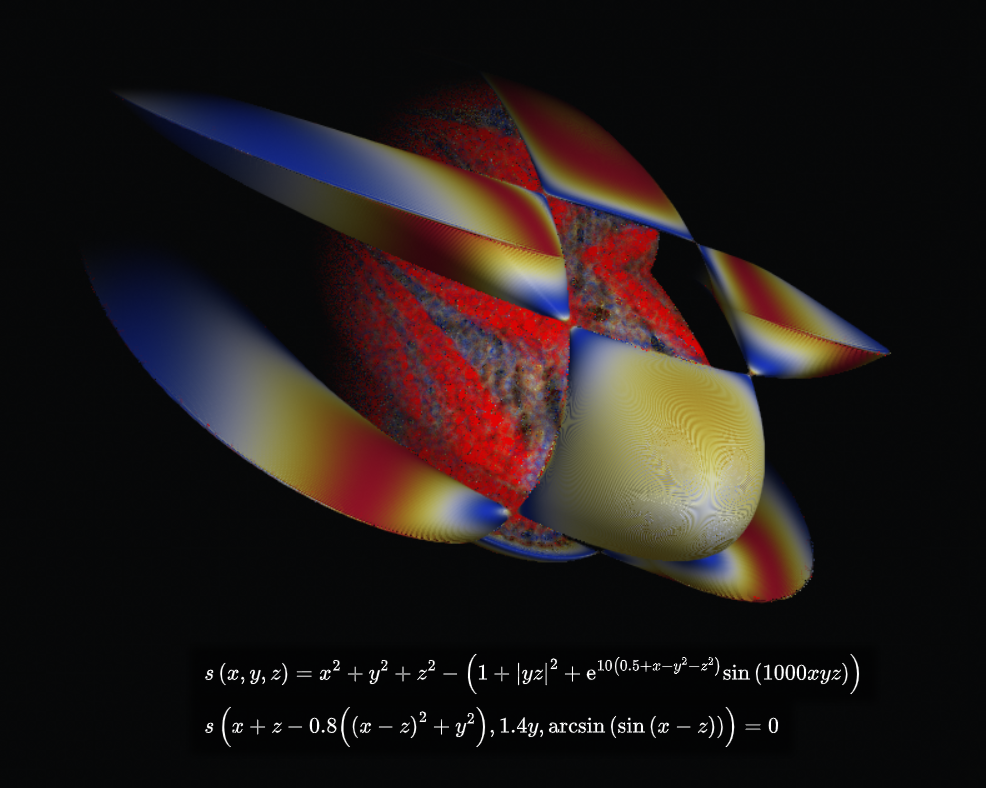 s(x, y, z) = x² + y² + z² − (1 + |yz|² + e^(10(0.5+x−y²−z²)) sin(1000xyz))
s(x + z − 0.8((x − z)² + y²), 1.4y, arcsin(sin(x − z))) = 0